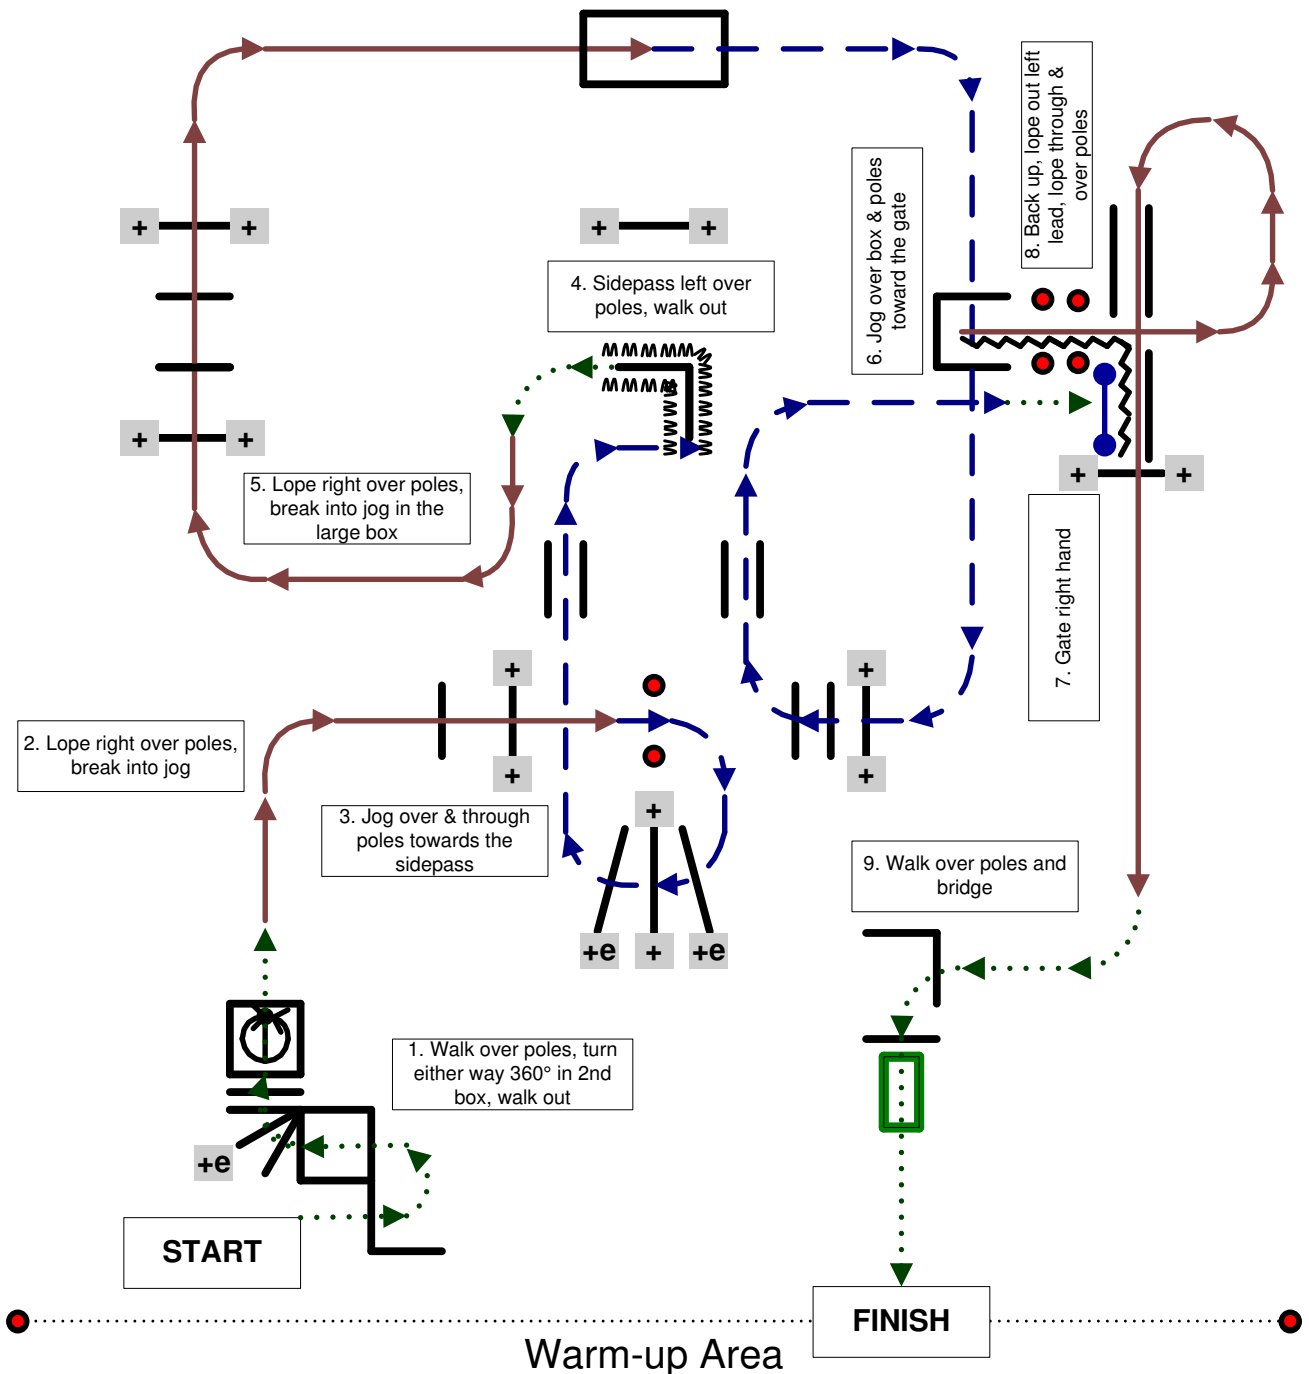 8. Back up, lope out left
lead, lope through &
over poles
6. Jog over box & poles
toward the gate
+
+
+
+
4. Sidepass left over
poles, walk out
+
+
5. Lope right over poles,
break into jog in the
large box
+
+
7. Gate right hand
+
+
2. Lope right over poles,
break into jog
+
+
3. Jog over & through
poles towards the
sidepass
+
9. Walk over poles and
bridge
+e
+
+e
1. Walk over poles, turn
either way 360° in 2nd
box, walk out
+e
START
FINISH
Warm-up Area